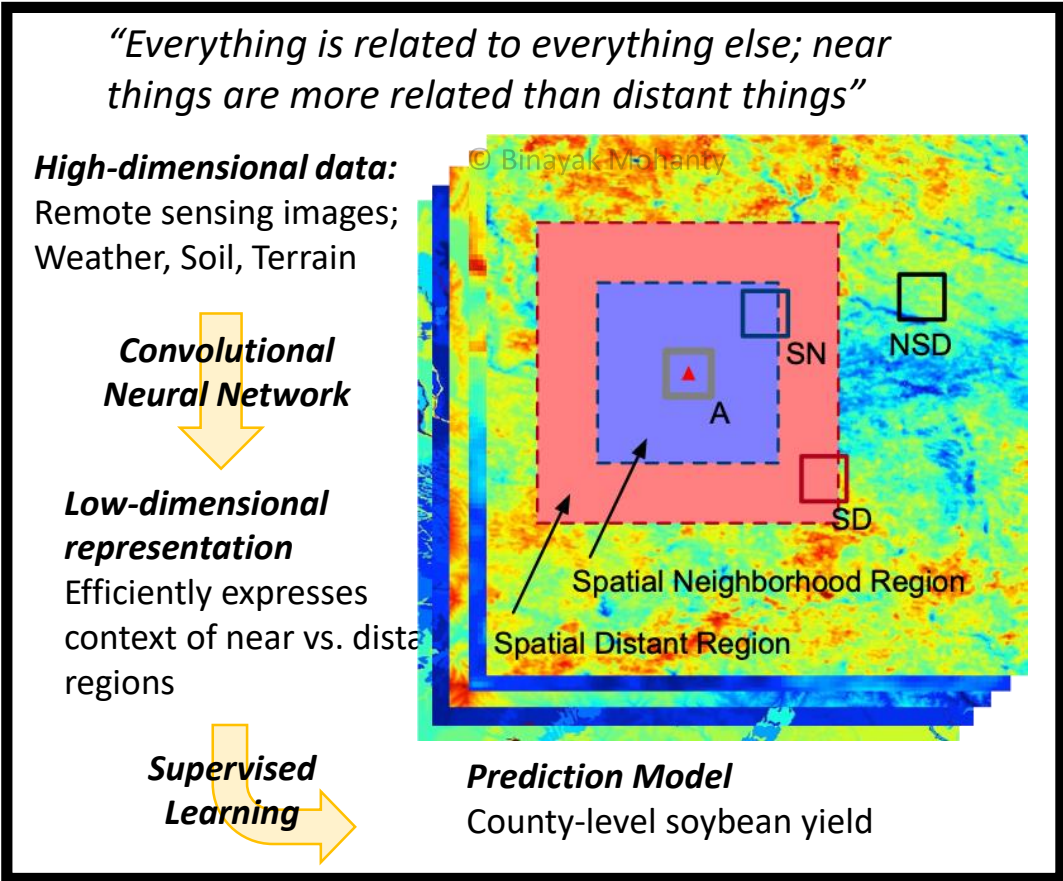 “Everything is related to everything else; near
things are more related than distant things”
High-dimensional data:
Remote sensing images;
Weather, Soil, Terrain
© Binayak Mohanty
Convolutional
Neural Network
SN
NSD
A
SD
Low-dimensional
representation
Efficiently expresses
context of near vs. dista
regions
Spatial Neighborhood Region
Spatial Distant Region
Supervised
Learning
Prediction Model
County-level soybean yield